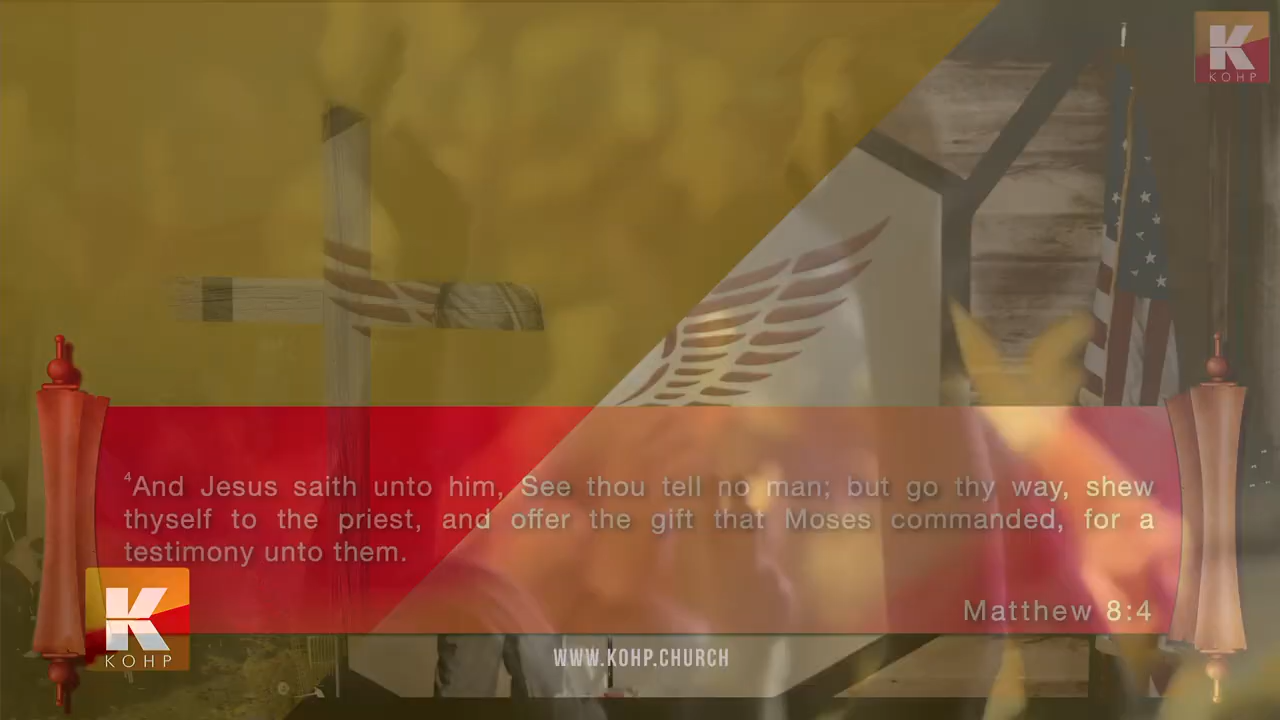 K
KOHP
⁴And Jesus saith unto him, See thou tell no man; but go thy way, shew
thyself to the priest, and offer the gift that Moses commanded, for a
testimony unto them.
Matthew 8:4
K
KOHP
WWW.KOHP.CHURCH